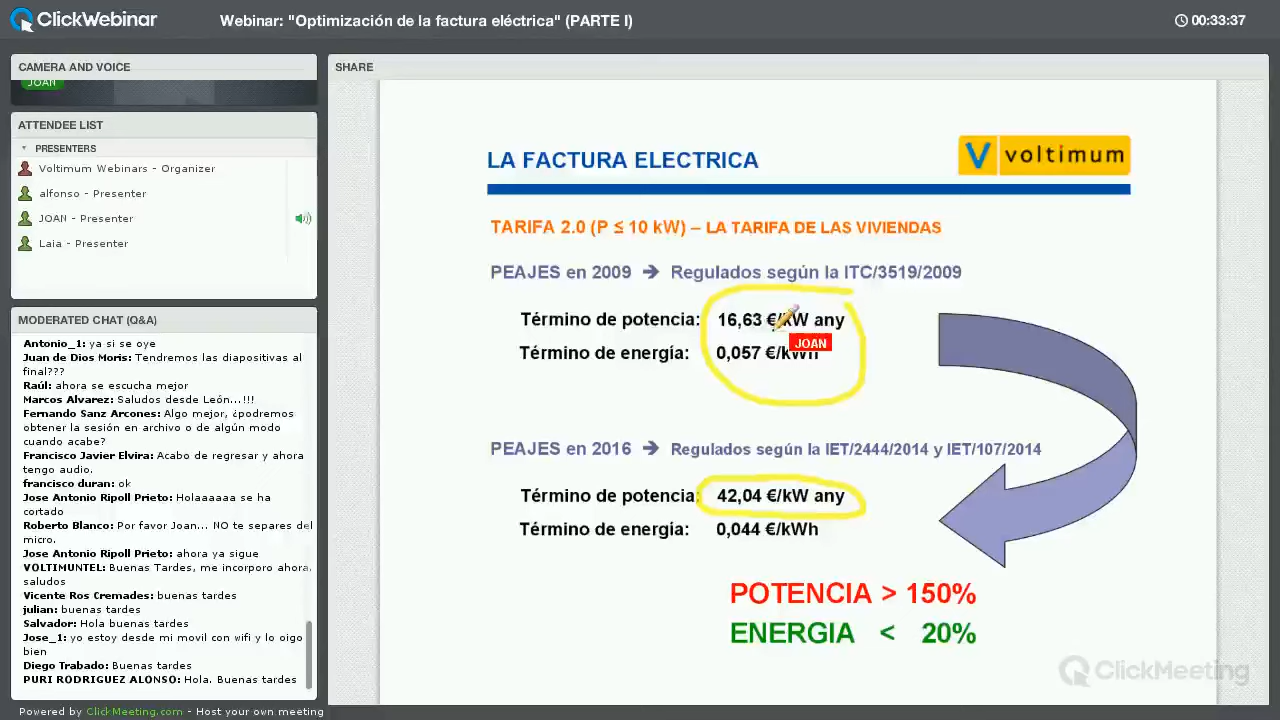 ClickWebinar
Webinar: "Optimización de la factura eléctrica" (PARTE I)
00:33:37
CAMERA AND VOICE
JOAN
ATTENDEE LIST
PRESENTERS
Voltimum Webinars - Organizer
alfonso - Presenter
JOAN - Presenter
Laia - Presenter
MODERATED CHAT (Q&A)
Antonio_1: ya si se oye
Juan de Dios Moris: Tendremos las diapositivas al
final???
Raúl: ahora se escucha mejor
Marcos Alvarez: Saludos desde León...!!!
Fernando Sanz Arcones: Algo mejor, ¿podremos
obtener la sesión en archivo o de algún modo
cuando acabe?
Francisco Javier Elvira: Acabo de regresar y ahora
tengo audio.
francisco duran: ok
Jose Antonio Ripoll Prieto: Holaaaaaa se ha
cortado
Roberto Blanco: Por favor Joan... NO te separes del
micro.
Jose Antonio Ripoll Prieto: ahora ya sigue
VOLTIMUNTEL: Buenas Tardes, me incorporo ahora,
saludos
Vicente Ros Credades: buenas tardes
julian: buenas tardes
Salvador: Hola buenas tardes
Jose_1: yo estoy desde mi movil con wifi y lo oigo
bien
Diego Trabado: Buenas tardes
PURI RODRIGUEZ ALONSO: Hola. Buenas tardes
Powered by ClickMeeting.com - Host your own meeting
SHARE
LA FACTURA ELECTRICA
V voltimum
TARIFA 2.0 (P ≤ 10 kW) – LA TARIFA DE LAS VIVIENDAS
PEAJES en 2009 → Regulados según la ITC/3519/2009
Término de potencia: 16,63 €/kW any
JOAN
Término de energía: 0,057 €/kWh
PEAJES en 2016 → Regulados según la IET/2444/2014 y IET/107/2014
Término de potencia: 42,04 €/kW any
Término de energía: 0,044 €/kWh
POTENCIA > 150%
ENERGIA < 20%
ClickMeeting